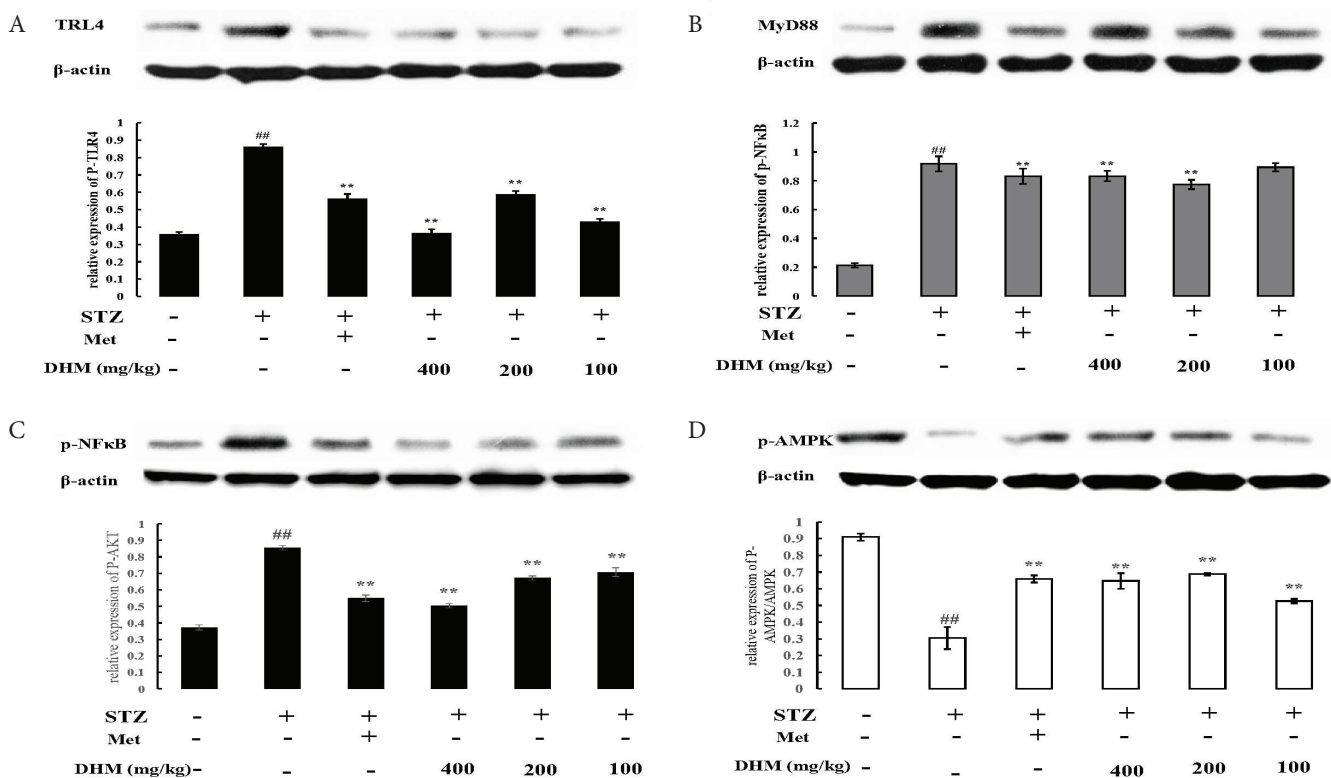 A
TRL4
β-actin
relative expression of P-TLR4
1
0.9
0.8
0.7
0.6
0.5
0.4
0.3
0.2
0.1
0
## ** ** ** **
STZ - + + + + +
Met - - + - - -
DHM (mg/kg) - - - 400 200 100
B
MyD88
β-actin
relative expression of p-NFκB
1.2
1
0.8
0.6
0.4
0.2
0
## ** ** **
STZ - + + + + +
Met - - + - - -
DHM (mg/kg) - - - 400 200 100
C
p-NFκB
β-actin
relative expression of P-AKT
1
0.9
0.8
0.7
0.6
0.5
0.4
0.3
0.2
0.1
0
## ** ** ** **
STZ - + + + + +
Met - - + - - -
DHM (mg/kg) - - - 400 200 100
D
p-AMPK
β-actin
relative expression of P-
AMPK/AMPK
1
0.9
0.8
0.7
0.6
0.5
0.4
0.3
0.2
0.1
0
## ** ** ** **
STZ - + + + + +
Met - - + - - -
DHM (mg/kg) - - - 400 200 100